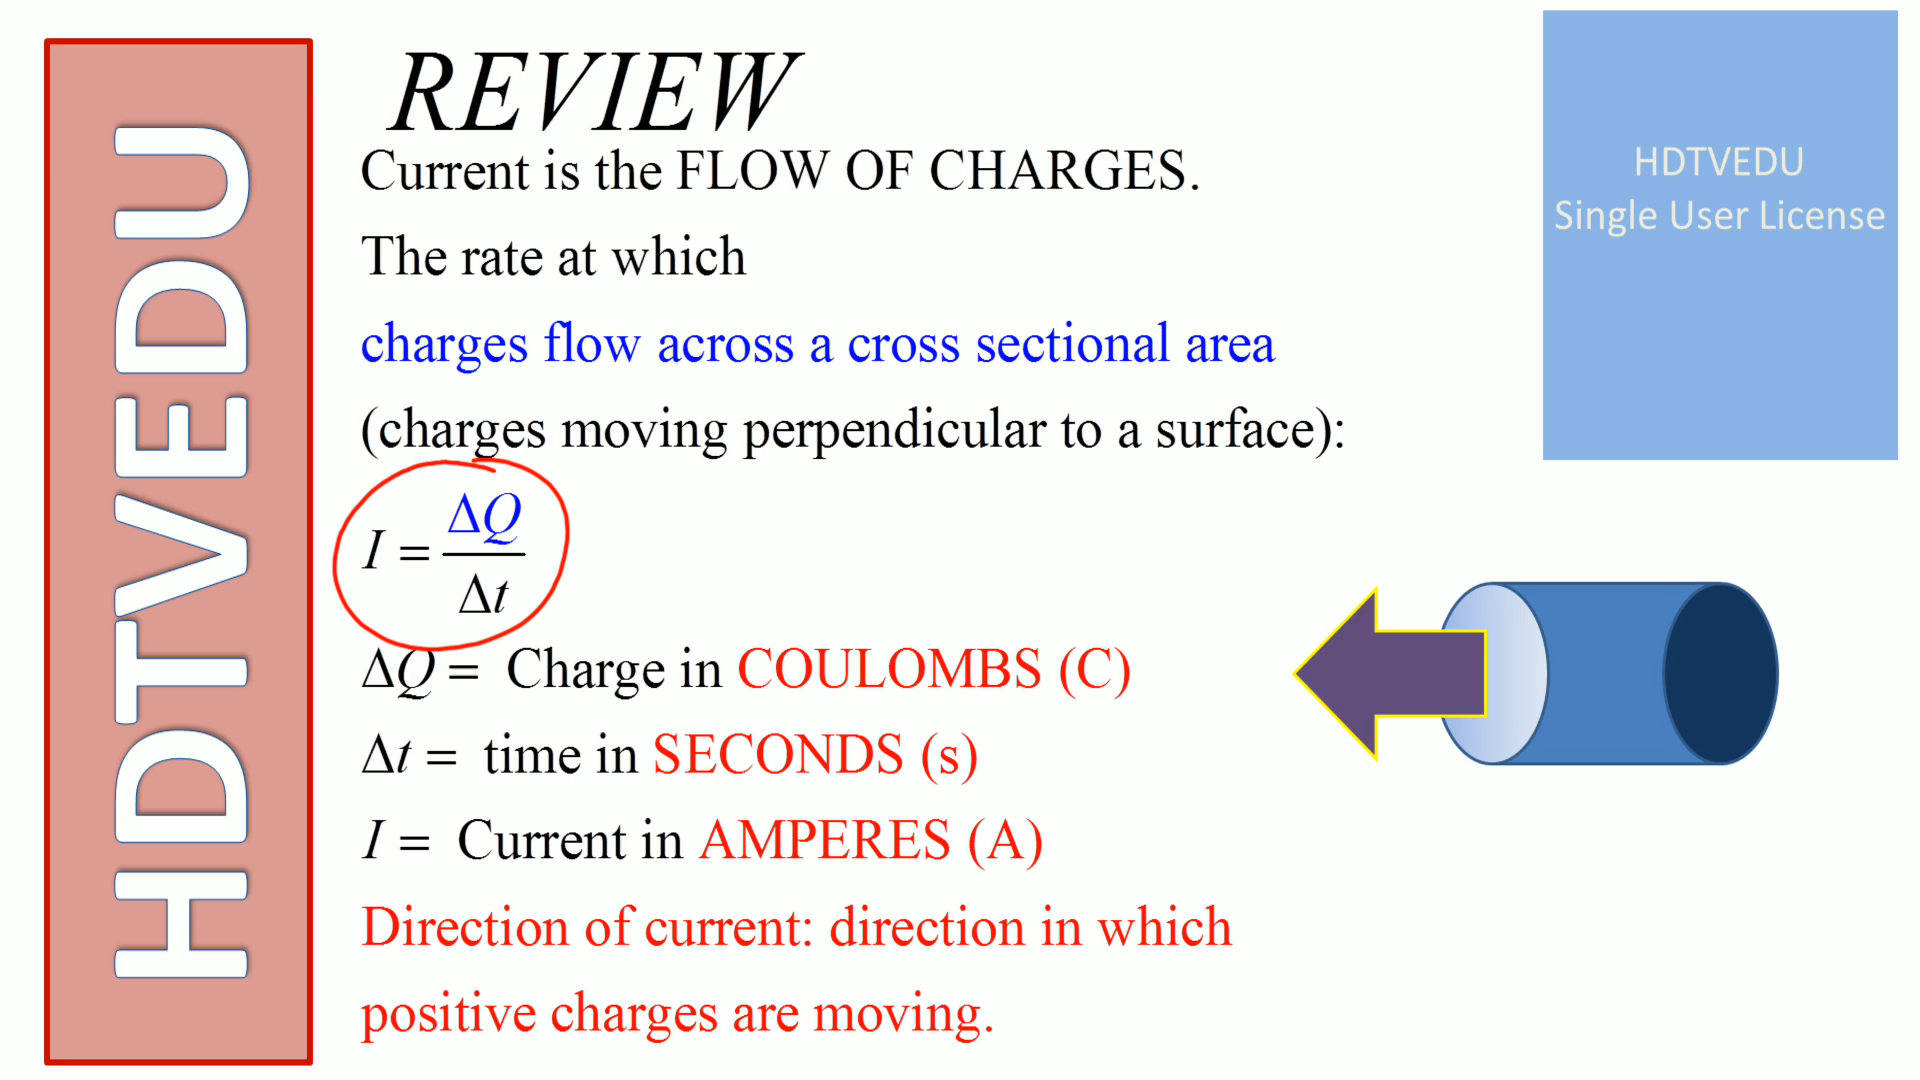 HDTVEDU
REVIEW
Current is the FLOW OF CHARGES.
The rate at which
charges flow across a cross sectional area
(charges moving perpendicular to a surface):
I = ΔQ / Δt
ΔQ = Charge in COULOMBS (C)
Δt = time in SECONDS (s)
I = Current in AMPERES (A)
Direction of current: direction in which
positive charges are moving.
HDTVEDU
Single User License